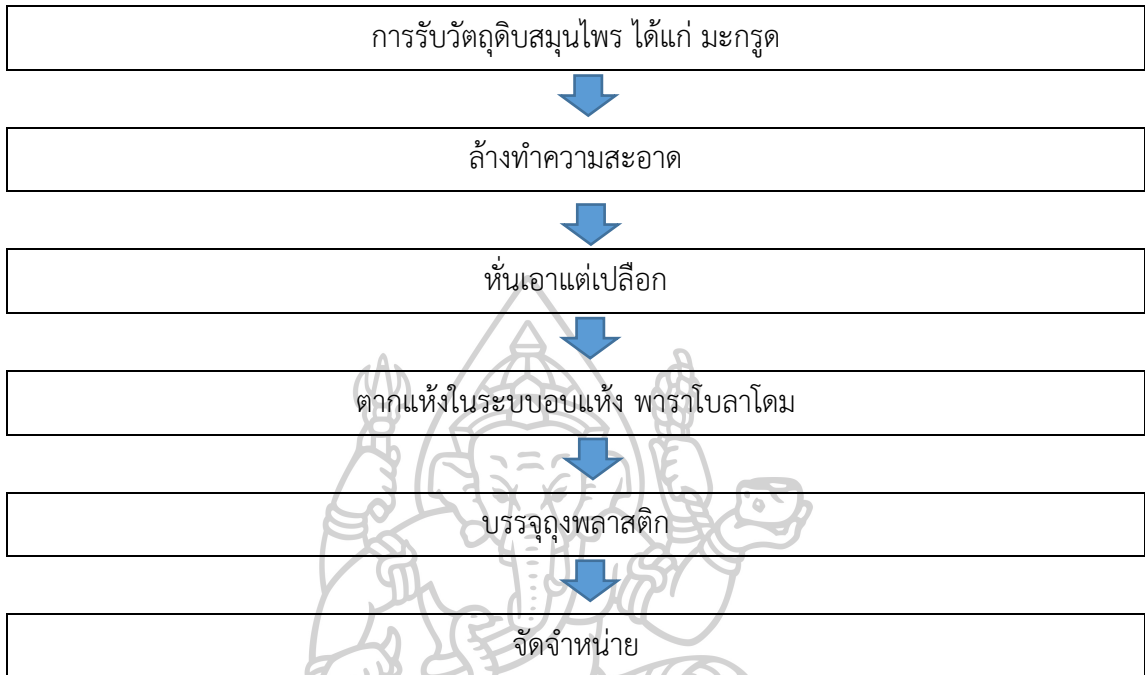 การรับวัตถุดิบสมุนไพร ได้แก่ มะกรูด
ล้างทำความสะอาด
หั่นเอาแต่เปลือก
ตากแห้งในระบบอบแห้ง พาราโบลาโดม
บรรจุถุงพลาสติก
จัดจำหน่าย